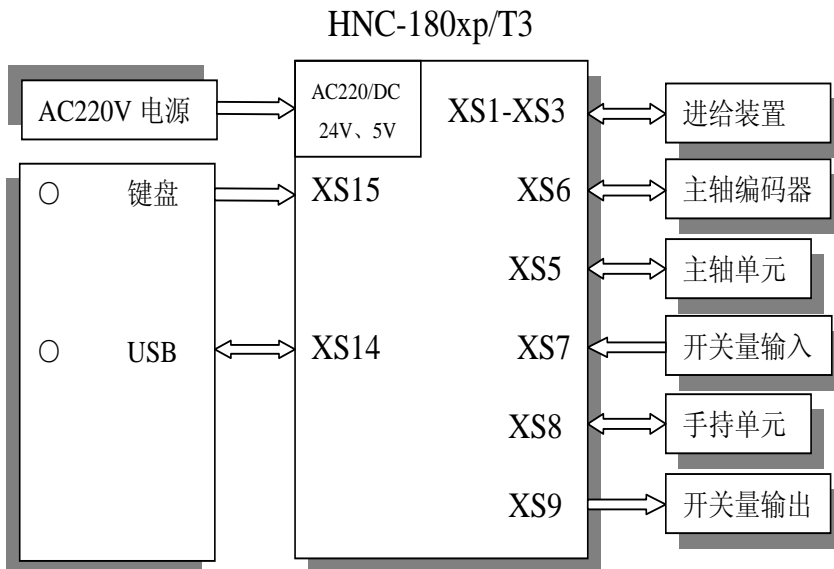 HNC-180xp/T3
AC220V 电源
AC220/DC
24V、5V
XS1-XS3
进给装置
键盘
XS15
XS6
主轴编码器
XS5
主轴单元
USB
XS14
XS7
开关量输入
XS8
手持单元
XS9
开关量输出